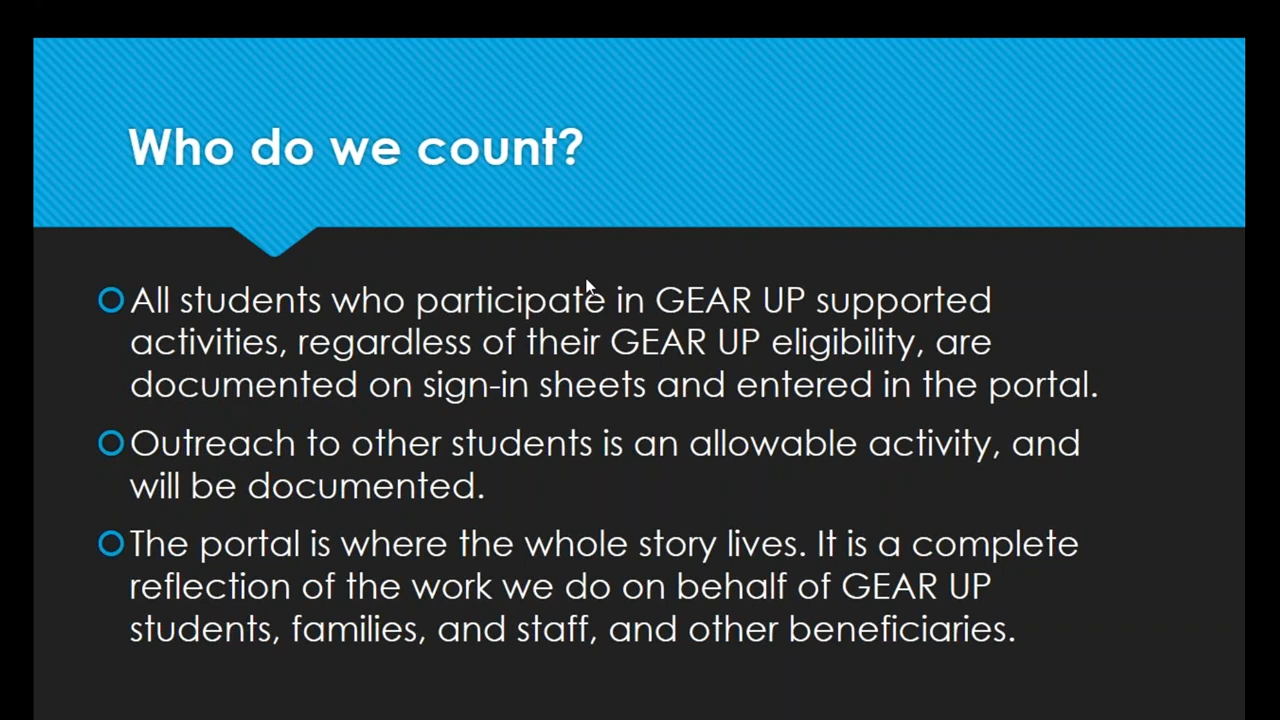 Who do we count?
All students who participate in GEAR UP supported
activities, regardless of their GEAR UP eligibility, are
documented on sign-in sheets and entered in the portal.
Outreach to other students is an allowable activity, and
will be documented.
The portal is where the whole story lives. It is a complete
reflection of the work we do on behalf of GEAR UP
students, families, and staff, and other beneficiaries.